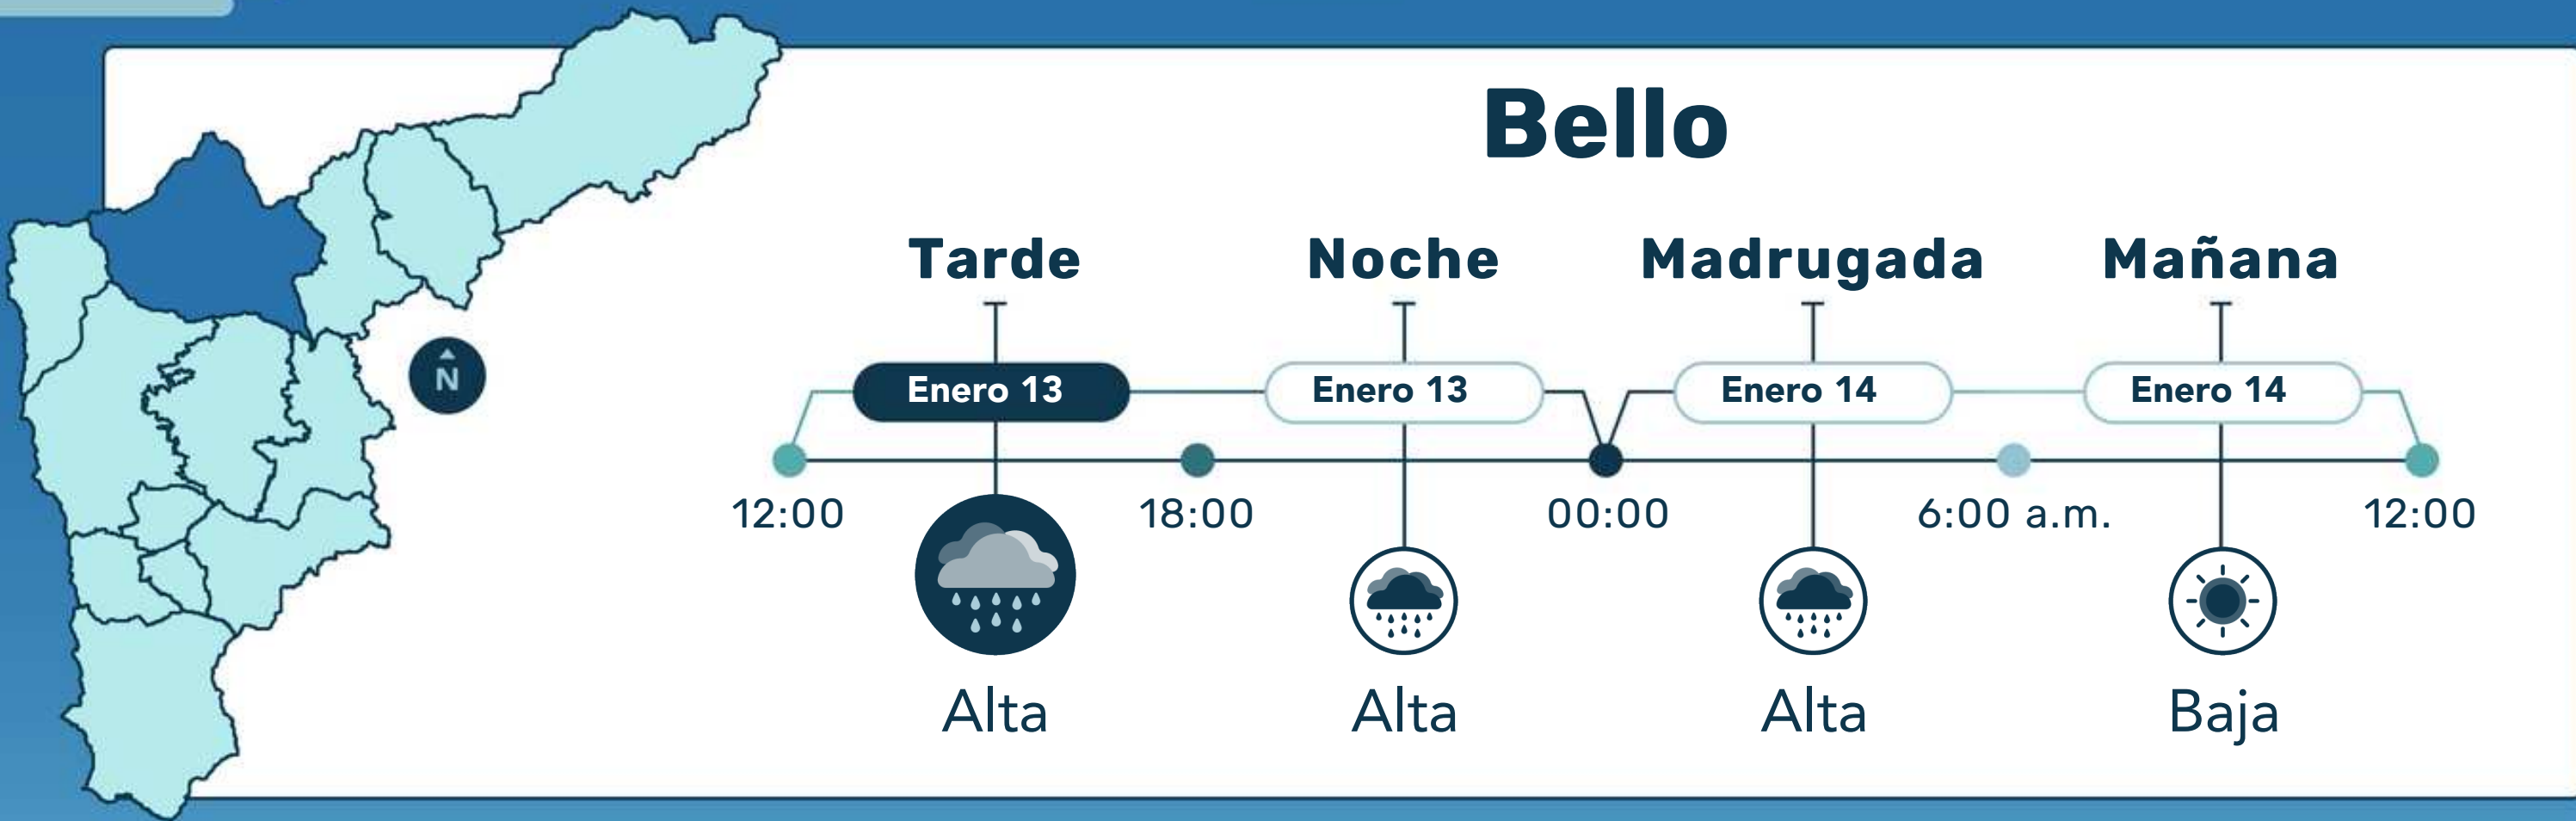 Bello
Tarde Noche Madrugada Mañana
N
Enero 13 Enero 13 Enero 14 Enero 14
12:00 18:00 00:00 6:00 a.m. 12:00
Alta Alta Alta Baja